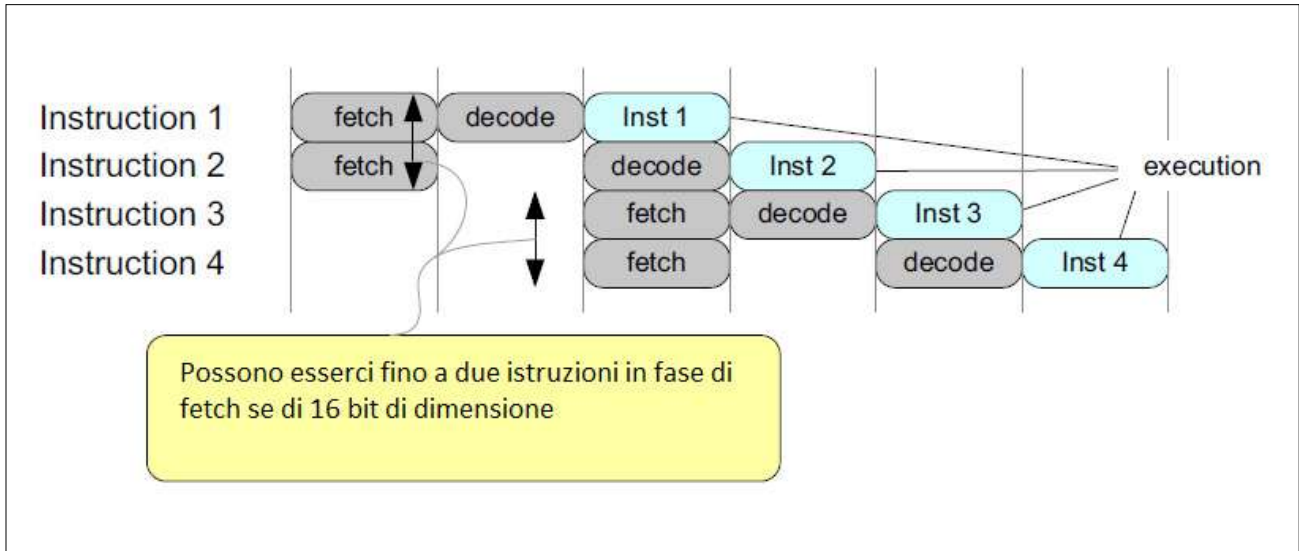 Instruction 1 fetch decode Inst 1
Instruction 2 fetch decode Inst 2 execution
Instruction 3 fetch decode Inst 3
Instruction 4 fetch decode Inst 4
Possono esserci fino a due istruzioni in fase di
fetch se di 16 bit di dimensione